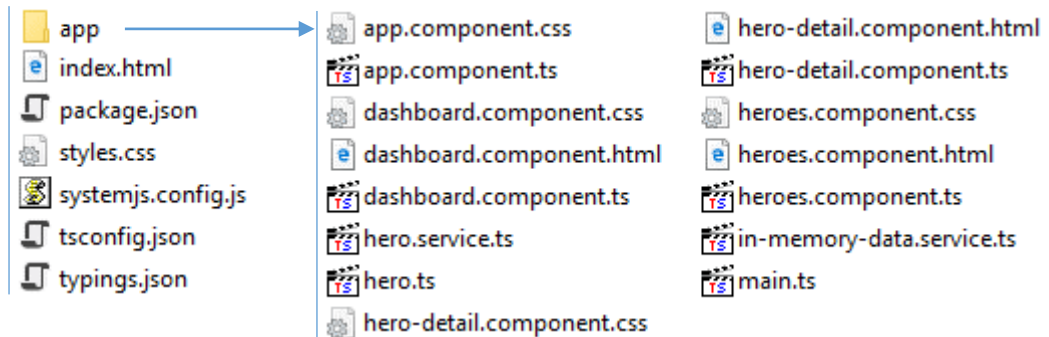 app
index.html
package.json
styles.css
systemjs.config.js
tsconfig.json
typings.json
app.component.css
app.component.ts
dashboard.component.css
dashboard.component.html
dashboard.component.ts
hero.service.ts
hero.ts
hero-detail.component.css
hero-detail.component.html
hero-detail.component.ts
heroes.component.css
heroes.component.html
heroes.component.ts
in-memory-data.service.ts
main.ts